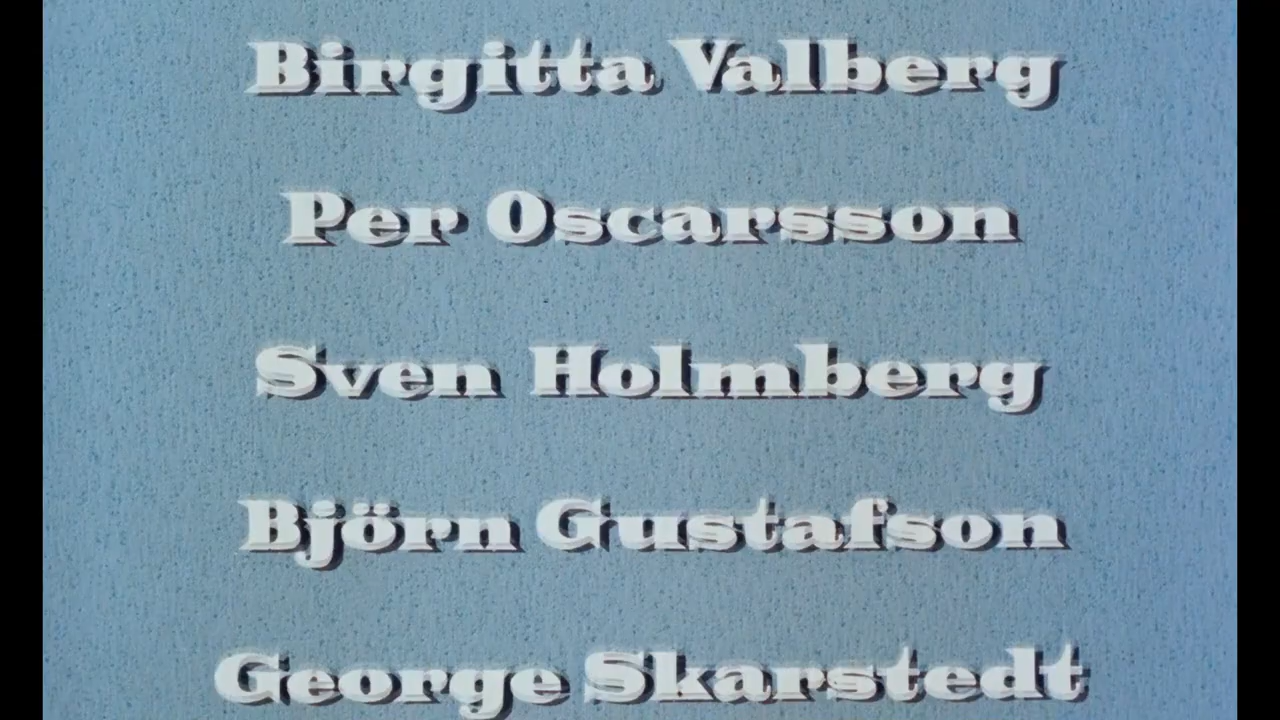 Birgitta Valberg
Per Oscarsson
Sven Holmberg
Björn Gustafson
George Skarstedt